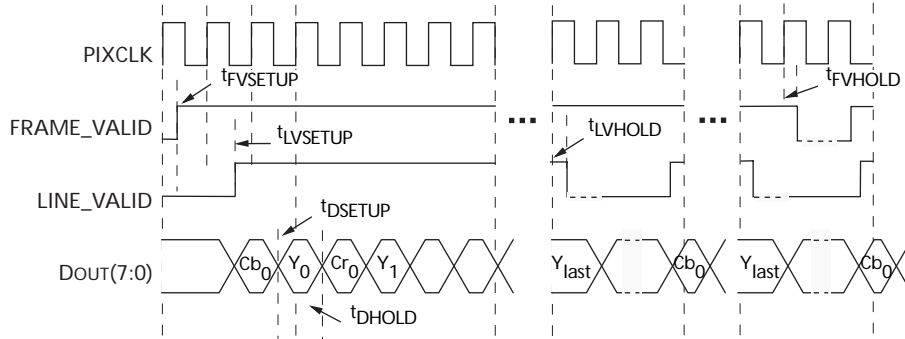 PIXCLK
tFVSETUP
tFVHOLD
FRAME_VALID
... ...
tLVSETUP
tLVHOLD
LINE_VALID
tDSETUP
DOUT(7:0)
Cb0 Y0 Cr0 Y1 Ylast Cb0 Ylast Cb0
tDHOLD